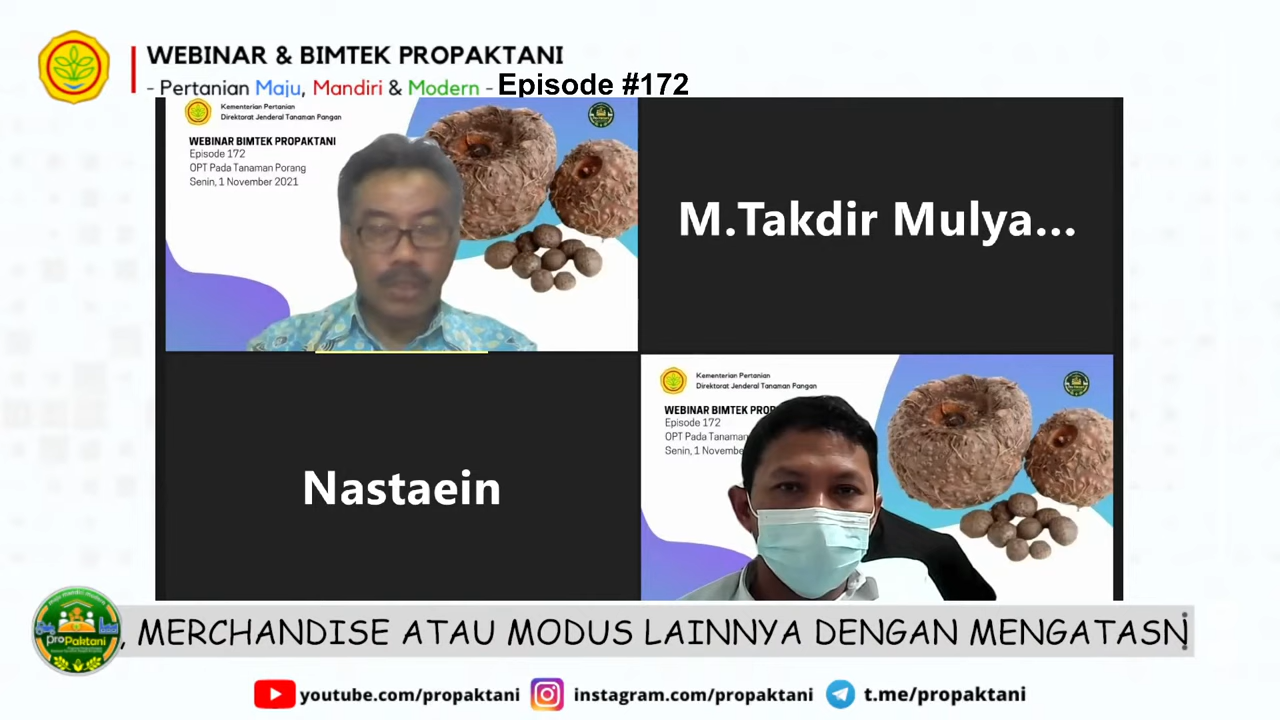 WEBINAR & BIMTEK PROPAKTANI
- Pertanian Maju, Mandiri & Modern - Episode #172
Kementerian Pertanian
Direktorat Jenderal Tanaman Pangan
WEBINAR BIMTEK PROPAKTANI
Episode 172
OPT Pada Tanaman Porang
Senin, 1 November 2021
M.Takdir Mulya...
Nastaein
Kementerian Pertanian
Direktorat Jenderal Tanaman Pangan
WEBINAR BIMTEK PROP
Episode 172
OPT Pada Tanaman
Senin, 1 Novembe
proPaktani
, MERCHANDISE ATAU MODUS LAINNYA DENGAN MENGATASN
youtube.com/propaktani instagram.com/propaktani t.me/propaktani